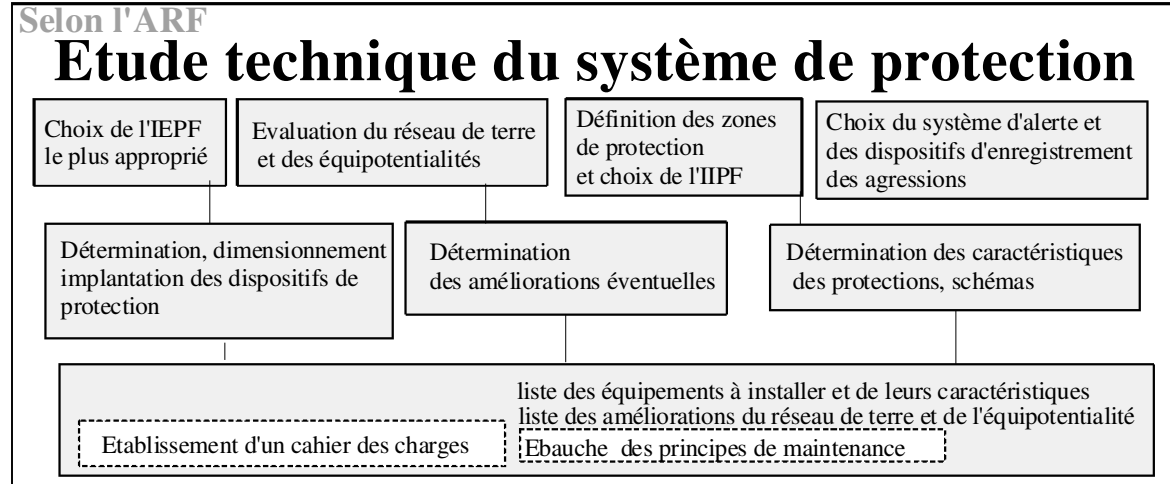 Selon l'ARF
Etude technique du système de protection
Choix de l'IEPF
le plus approprié
Evaluation du réseau de terre
et des équipotentialités
Définition des zones
de protection
et choix de l'IIPF
Choix du système d'alerte et
des dispositifs d'enregistrement
des agressions
Détermination, dimensionnement
implantation des dispositifs de
protection
Détermination
des améliorations éventuelles
Détermination des caractéristiques
des protections, schémas
liste des équipements à installer et de leurs caractéristiques
liste des améliorations du réseau de terre et de l'équipotentialité
Etablissement d'un cahier des charges
Ebauche des principes de maintenance